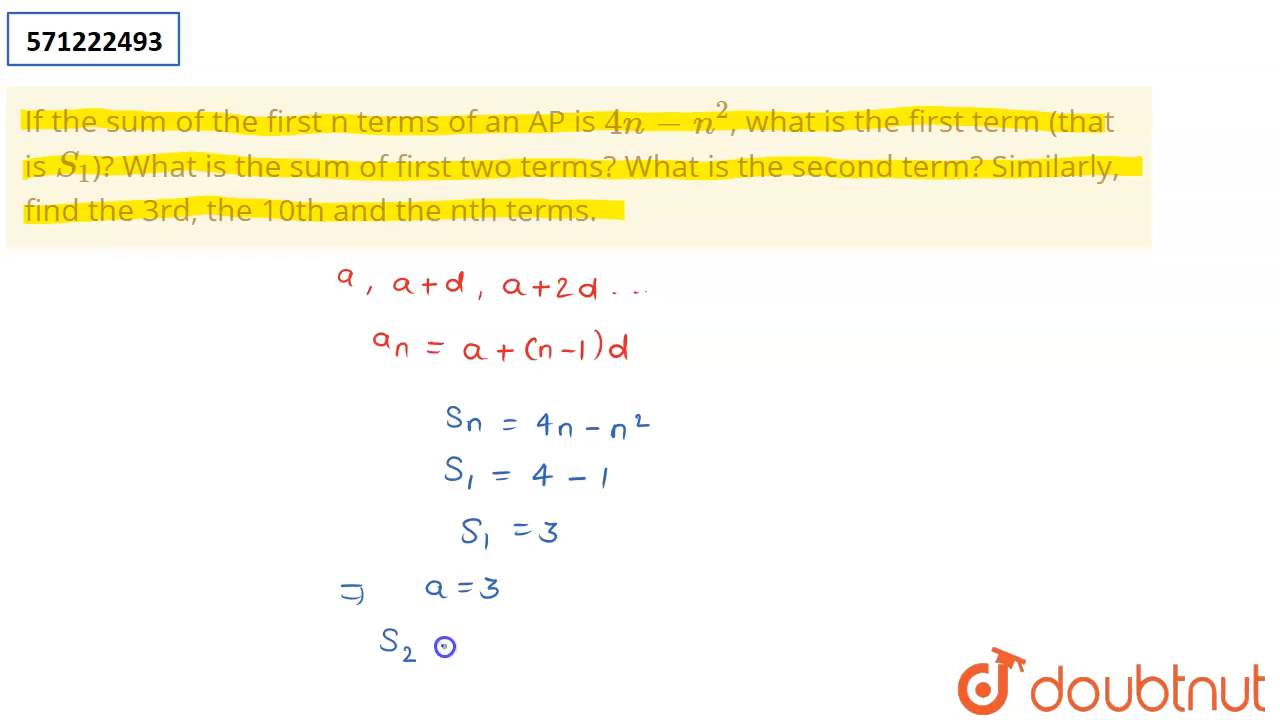 571222493
If the sum of the first n terms of an AP is 4n − n², what is the first term (that
is S₁)? What is the sum of first two terms? What is the second term? Similarly,
find the 3rd, the 10th and the nth terms.
a, a+d, a+2d ...
aₙ = a+(n-1)d
Sₙ = 4n-n²
S₁ = 4-1
S₁ = 3
⇒ a=3
S₂
doubtnut